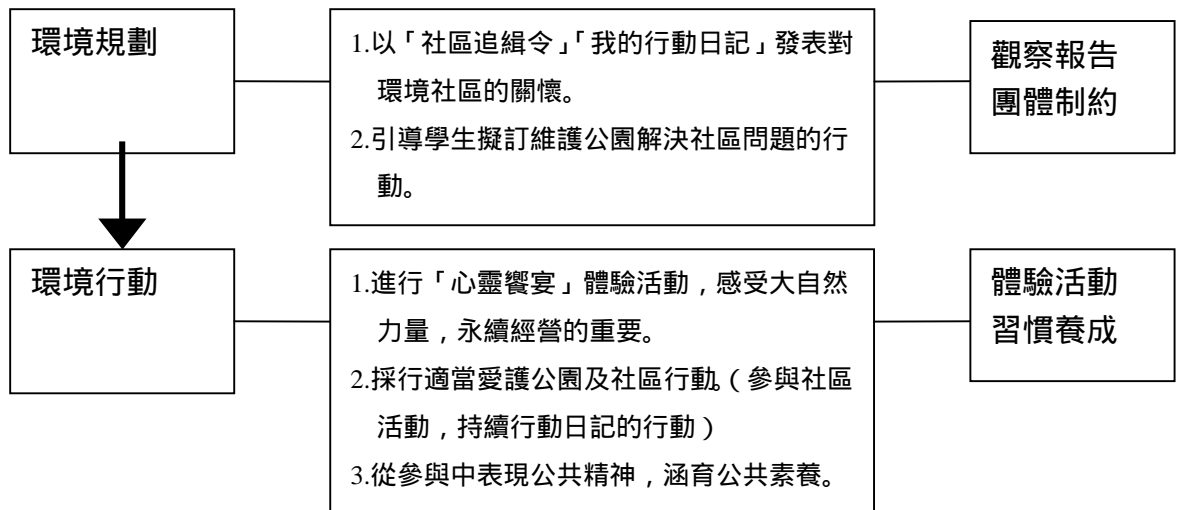 環境規劃
1.以「社區追緝令」「我的行動日記」發表對
環境社區的關懷。
2.引導學生擬訂維護公園解決社區問題的行
動。
觀察報告
團體制約
環境行動
1.進行「心靈饗宴」體驗活動，感受大自然
力量，永續經營的重要。
2.採行適當愛護公園及社區行動。（參與社區
活動，持續行動日記的行動）
3.從參與中表現公共精神，涵育公共素養。
體驗活動
習慣養成